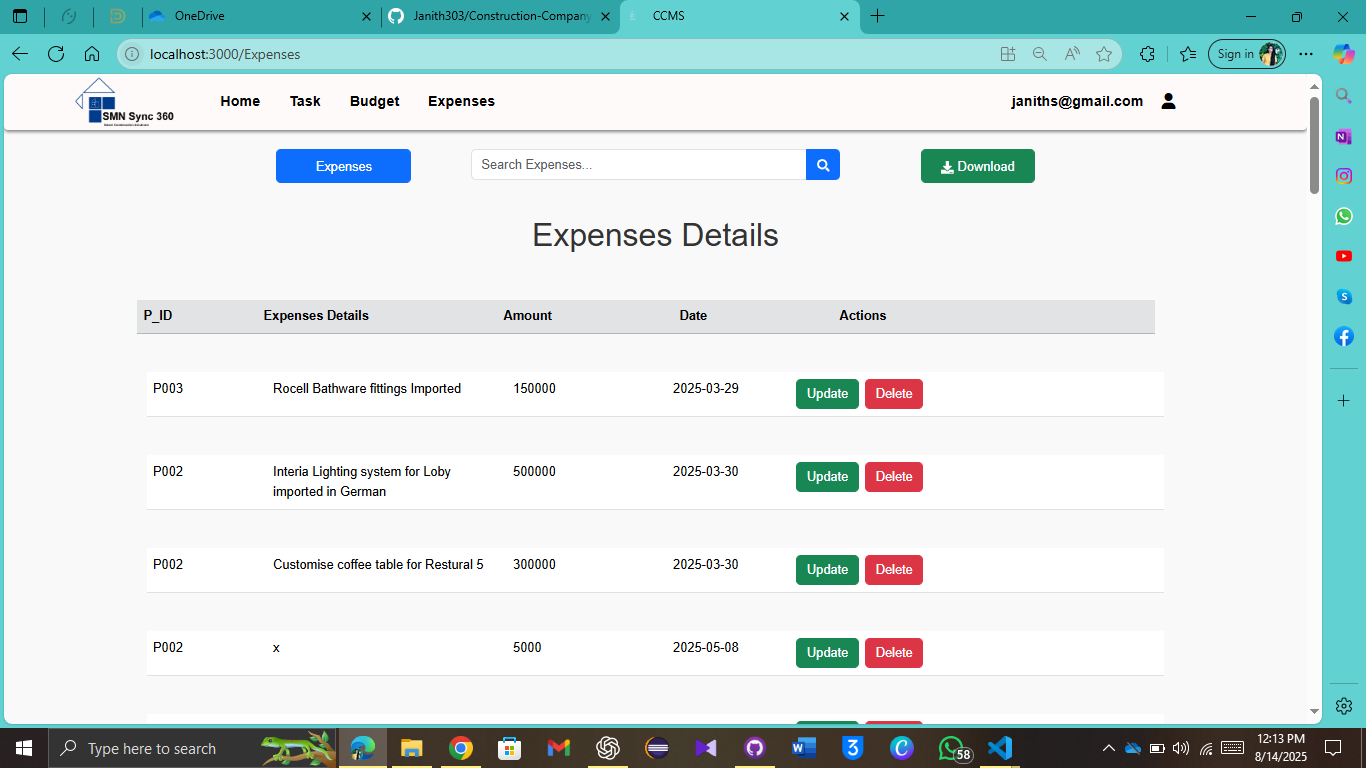 OneDrive
Janith303/Construction-Company
CCMS
localhost:3000/Expenses
Sign in
SMN Sync 360
Home
Task
Budget
Expenses
janiths@gmail.com
Expenses
Search Expenses...
Download
Expenses Details
P_ID Expenses Details Amount Date Actions
P003 Rocell Bathware fittings Imported 150000 2025-03-29 Update Delete
P002 Interia Lighting system for Loby 500000 2025-03-30 Update Delete
imported in German
P002 Customise coffee table for Restural 5 300000 2025-03-30 Update Delete
P002 x 5000 2025-05-08 Update Delete
Type here to search
58
12:13 PM
8/14/2025